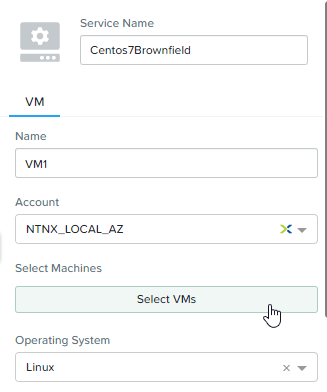 Service Name
Centos7Brownfield
VM
Name
VM1
Account
NTNX_LOCAL_AZ
Select Machines
Select VMs
Operating System
Linux